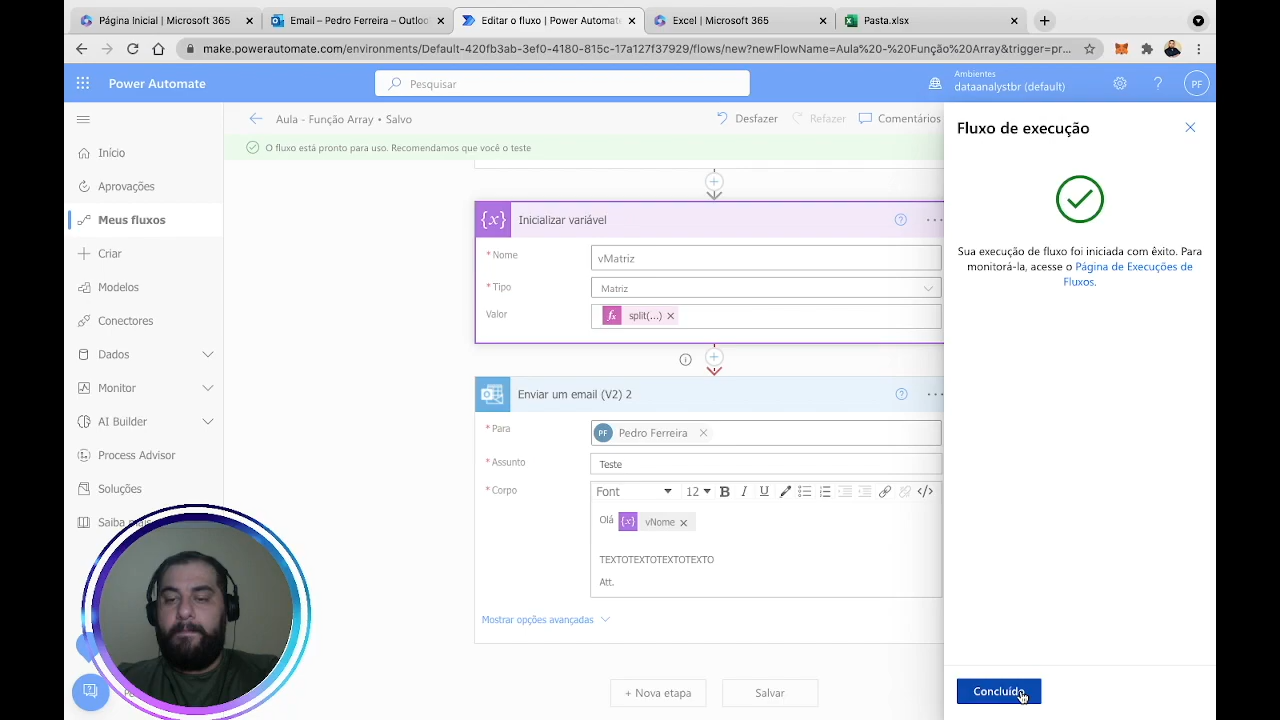 Página Inicial | Microsoft 365
Email – Pedro Ferreira – Outloo
Editar o fluxo | Power Automate
Excel | Microsoft 365
Pasta.xlsx
make.powerautomate.com/environments/Default-420fb3ab-3ef0-4180-815c-17a127f37929/flows/new?newFlowName=Aula%20-%20Função%20Array&trigger=pr...
Power Automate
Pesquisar
Ambientes
dataanalystbr (default)
PF
Aula - Função Array • Salvo
Desfazer
Refazer
Comentários
O fluxo está pronto para uso. Recomendamos que você o teste
Início
Aprovações
Meus fluxos
Criar
Modelos
Conectores
Dados
Monitor
AI Builder
Process Advisor
Soluções
Saiba mais
{x} Inicializar variável
* Nome
vMatriz
* Tipo
Matriz
Valor
fx split(...) ×
Enviar um email (V2) 2
* Para
PF Pedro Ferreira ×
* Assunto
Teste
* Corpo
Font 12 B I U </>
Olá {x} vNome ×
TEXTOTEXTOTEXTOTEXTO
Att.
Mostrar opções avançadas
+ Nova etapa
Salvar
Fluxo de execução
Sua execução de fluxo foi iniciada com êxito. Para
monitorá-la, acesse o Página de Execuções de
Fluxos.
Concluído